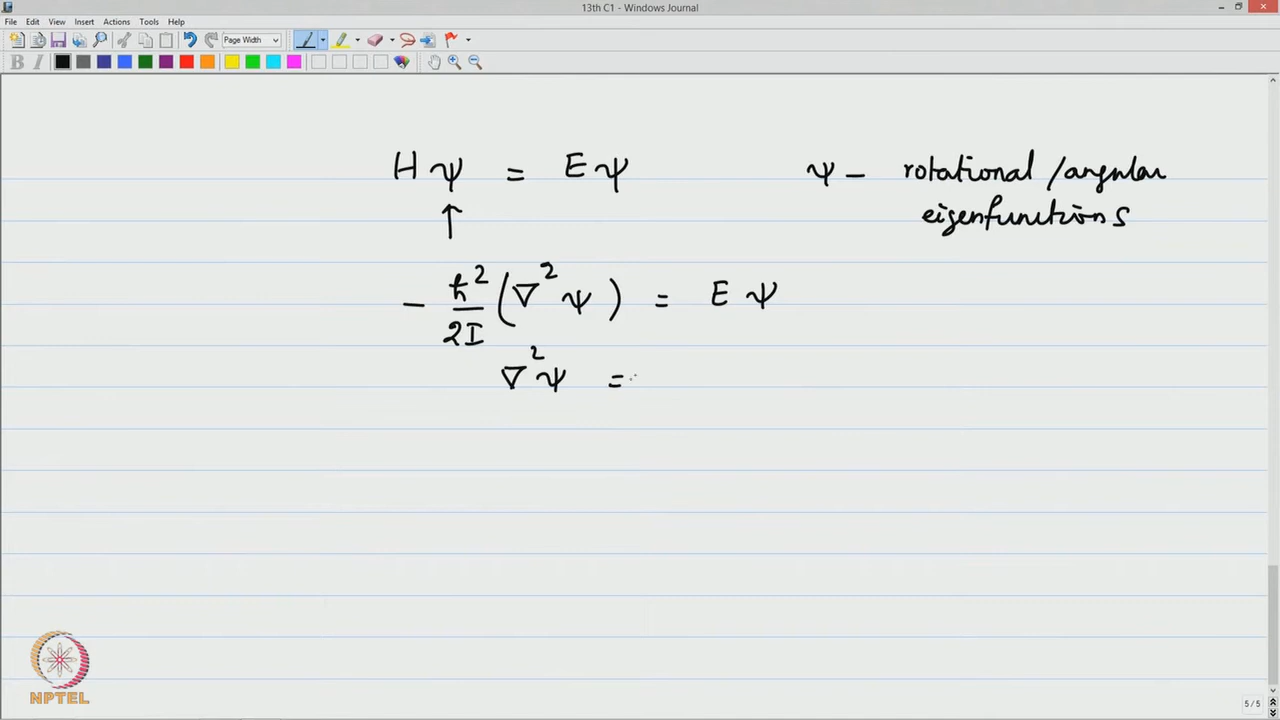 13th C1 - Windows Journal
File Edit View Insert Actions Tools Help
Page Width
B I
Hψ = Eψ ψ – rotational /angular
↑ eigenfunctions
- ħ²/2I (∇²ψ) = Eψ
∇²ψ =
NPTEL
5/5